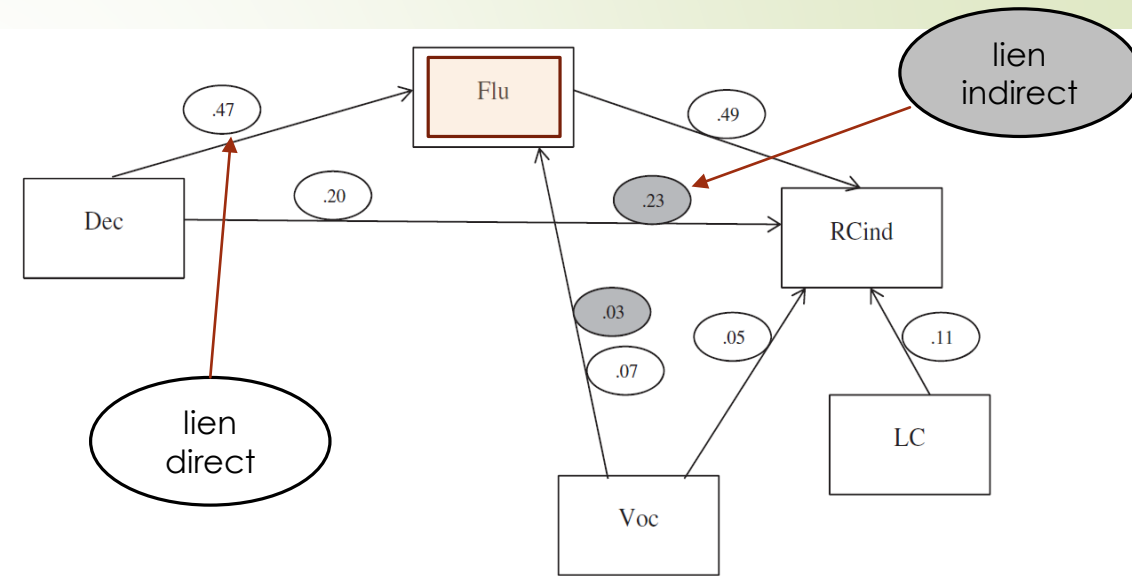 lien
indirect
Flu
.47
.49
Dec
.20
.23
RCind
.03
.05
.11
.07
lien
direct
LC
Voc